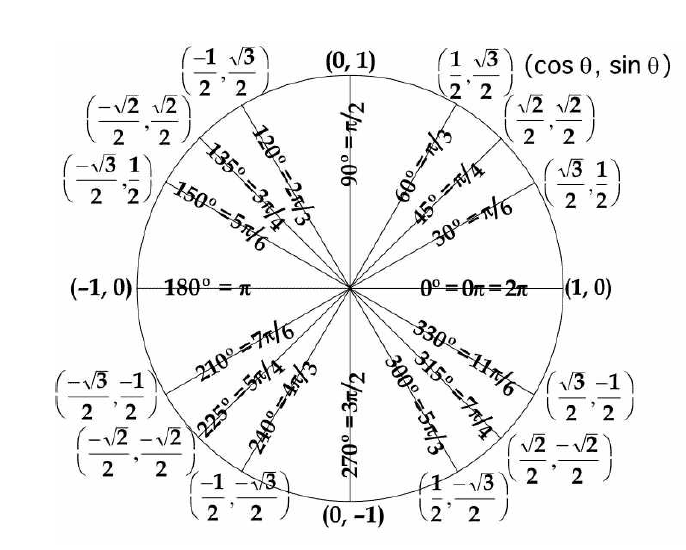 (-1/2, √3/2)
(0, 1)
(1/2, √3/2) (cos θ, sin θ)
(-√2/2, √2/2)
(√2/2, √2/2)
(-√3/2, 1/2)
(√3/2, 1/2)
120° = 2π/3
90° = π/2
60° = π/3
135° = 3π/4
45° = π/4
150° = 5π/6
30° = π/6
(-1, 0)
180° = π
0° = 0π = 2π
(1, 0)
210° = 7π/6
330° = 11π/6
225° = 5π/4
315° = 7π/4
240° = 4π/3
270° = 3π/2
300° = 5π/3
(-√3/2, -1/2)
(√3/2, -1/2)
(-√2/2, -√2/2)
(√2/2, -√2/2)
(-1/2, -√3/2)
(0, -1)
(1/2, -√3/2)